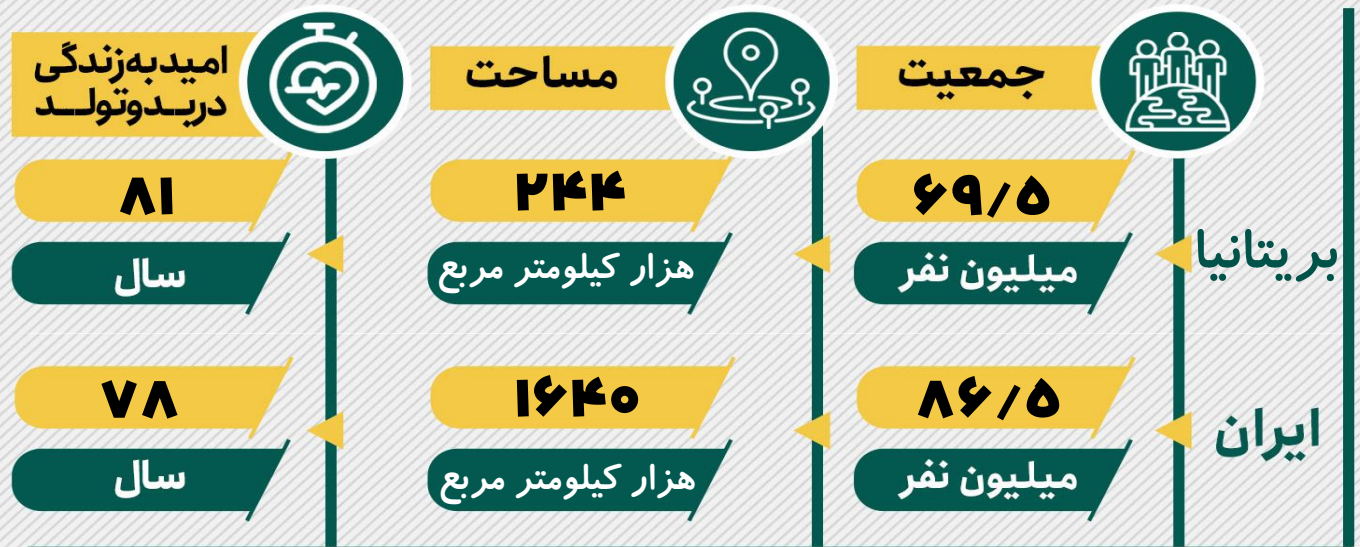 جمعیت
مساحت
امیدبه‌زندگی
دربدوتولد
بریتانیا
۶۹/۵
میلیون نفر
۲۴۴
هزار کیلومتر مربع
۸۱
سال
ایران
۸۶/۵
میلیون نفر
۱۶۴۰
هزار کیلومتر مربع
۷۸
سال